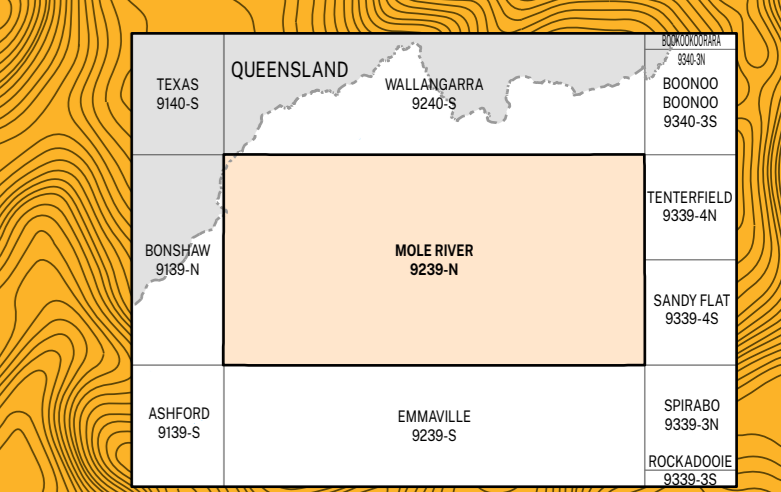 BOOKOOKOORARA
9340-3N
TEXAS
9140-S
QUEENSLAND
WALLANGARRA
9240-S
BOONOO
BOONOO
9340-3S
BONSHAW
9139-N
MOLE RIVER
9239-N
TENTERFIELD
9339-4N
SANDY FLAT
9339-4S
ASHFORD
9139-S
EMMAVILLE
9239-S
SPIRABO
9339-3N
ROCKADOOIE
9339-3S